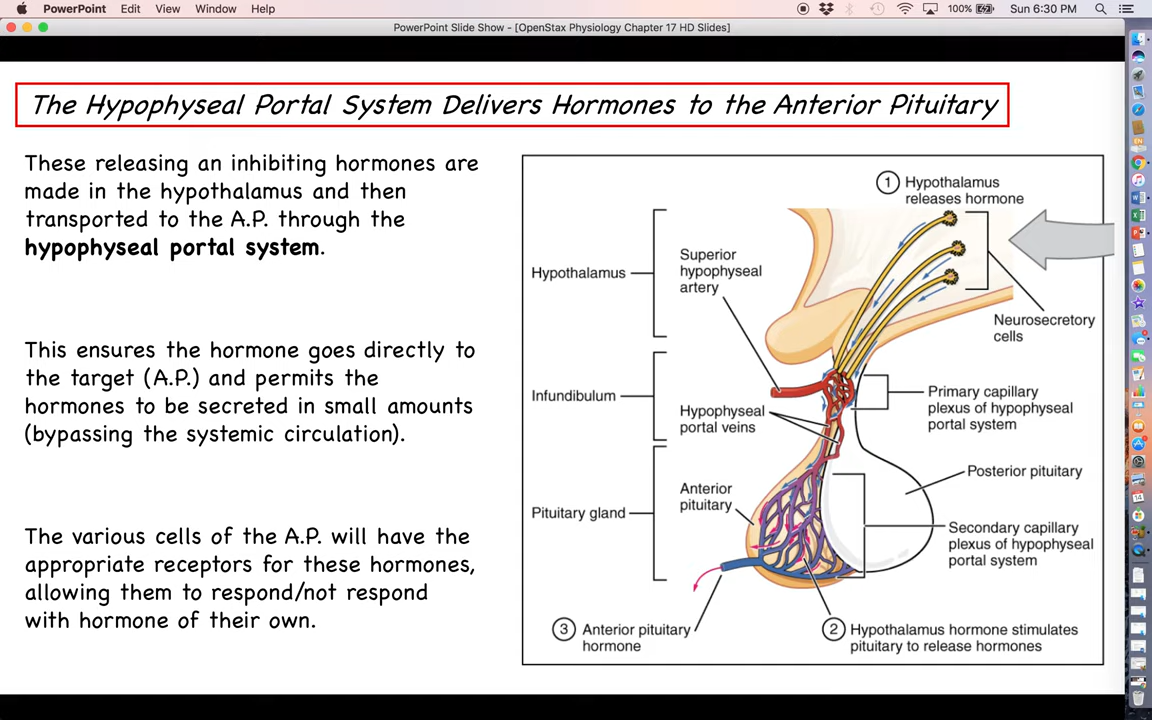 PowerPoint Edit View Window Help
100% Sun 6:30 PM
PowerPoint Slide Show - [OpenStax Physiology Chapter 17 HD Slides]
The Hypophyseal Portal System Delivers Hormones to the Anterior Pituitary
These releasing an inhibiting hormones are
made in the hypothalamus and then
transported to the A.P. through the
hypophyseal portal system.
This ensures the hormone goes directly to
the target (A.P.) and permits the
hormones to be secreted in small amounts
(bypassing the systemic circulation).
The various cells of the A.P. will have the
appropriate receptors for these hormones,
allowing them to respond/not respond
with hormone of their own.
1 Hypothalamus
releases hormone
Hypothalamus
Superior
hypophyseal
artery
Neurosecretory
cells
Infundibulum
Primary capillary
plexus of hypophyseal
portal system
Hypophyseal
portal veins
Posterior pituitary
Anterior
pituitary
Pituitary gland
Secondary capillary
plexus of hypophyseal
portal system
3 Anterior pituitary
hormone
2 Hypothalamus hormone stimulates
pituitary to release hormones